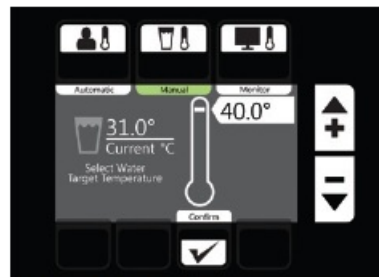 Automatic
Manual
Monitor
40.0°
31.0°
Current °C
Select Water
Target Temperature
Confirm